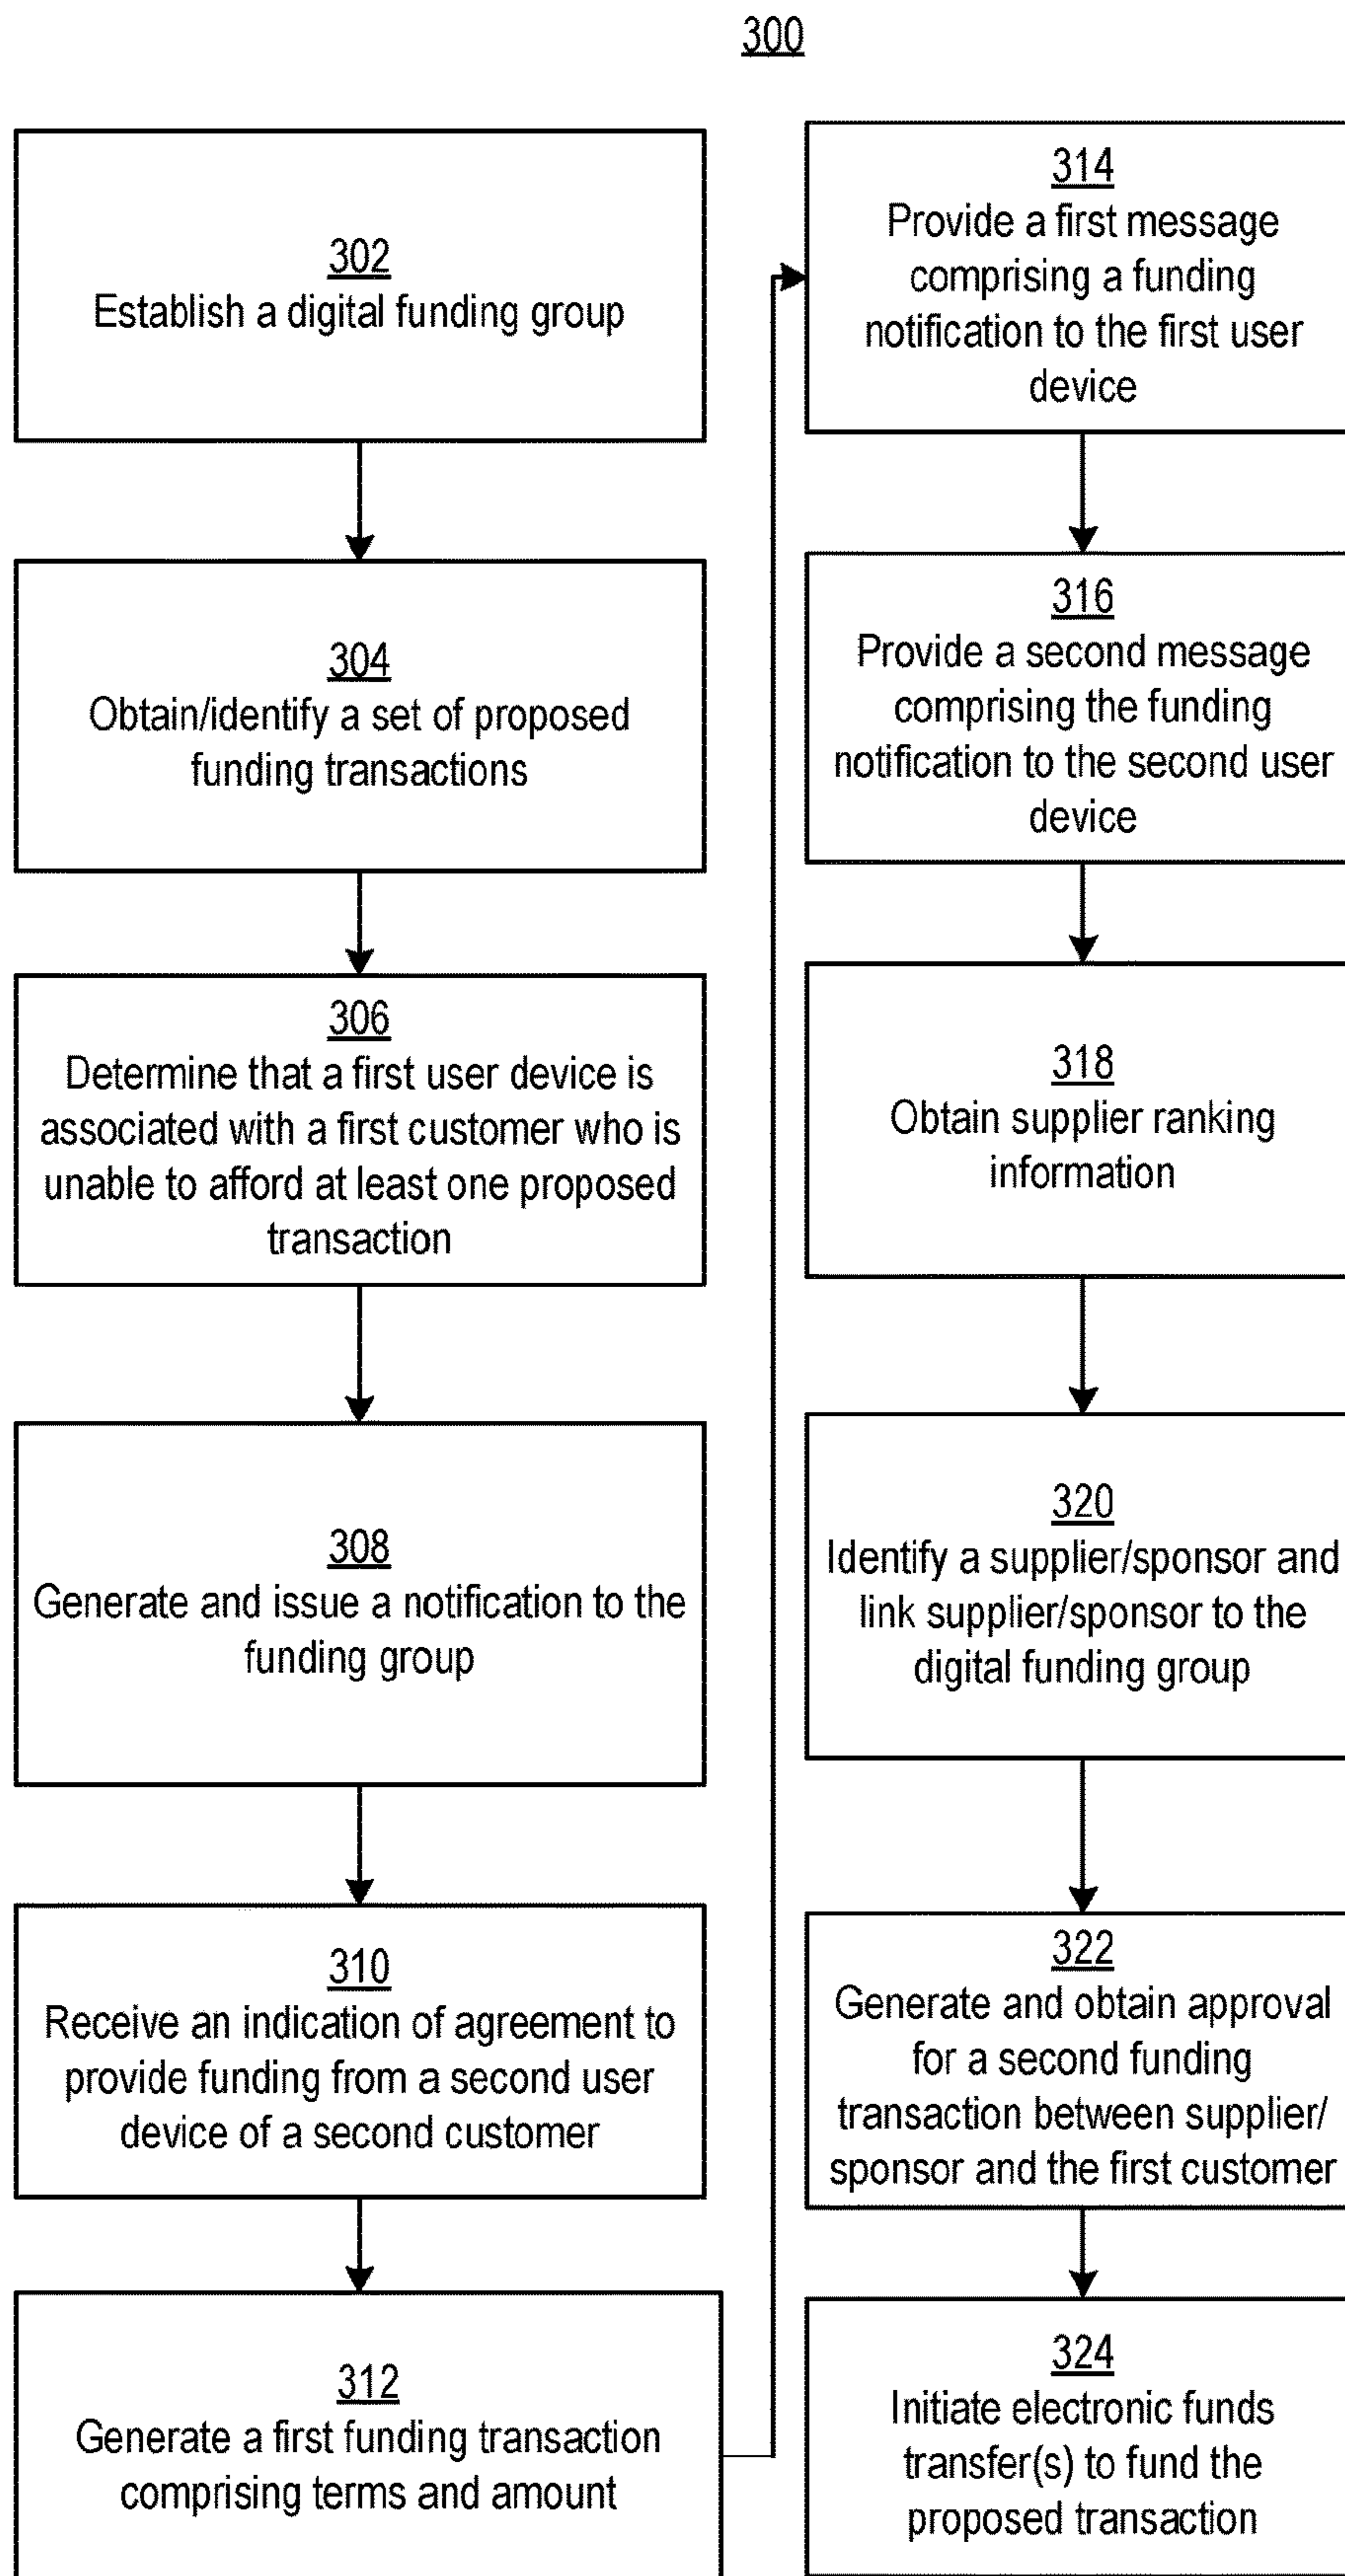 300
302
Establish a digital funding group
304
Obtain/identify a set of proposed
funding transactions
306
Determine that a first user device is
associated with a first customer who is
unable to afford at least one proposed
transaction
308
Generate and issue a notification to the
funding group
310
Receive an indication of agreement to
provide funding from a second user
device of a second customer
312
Generate a first funding transaction
comprising terms and amount
314
Provide a first message
comprising a funding
notification to the first user
device
316
Provide a second message
comprising the funding
notification to the second user
device
318
Obtain supplier ranking
information
320
Identify a supplier/sponsor and
link supplier/sponsor to the
digital funding group
322
Generate and obtain approval
for a second funding
transaction between supplier/
sponsor and the first customer
324
Initiate electronic funds
transfer(s) to fund the
proposed transaction